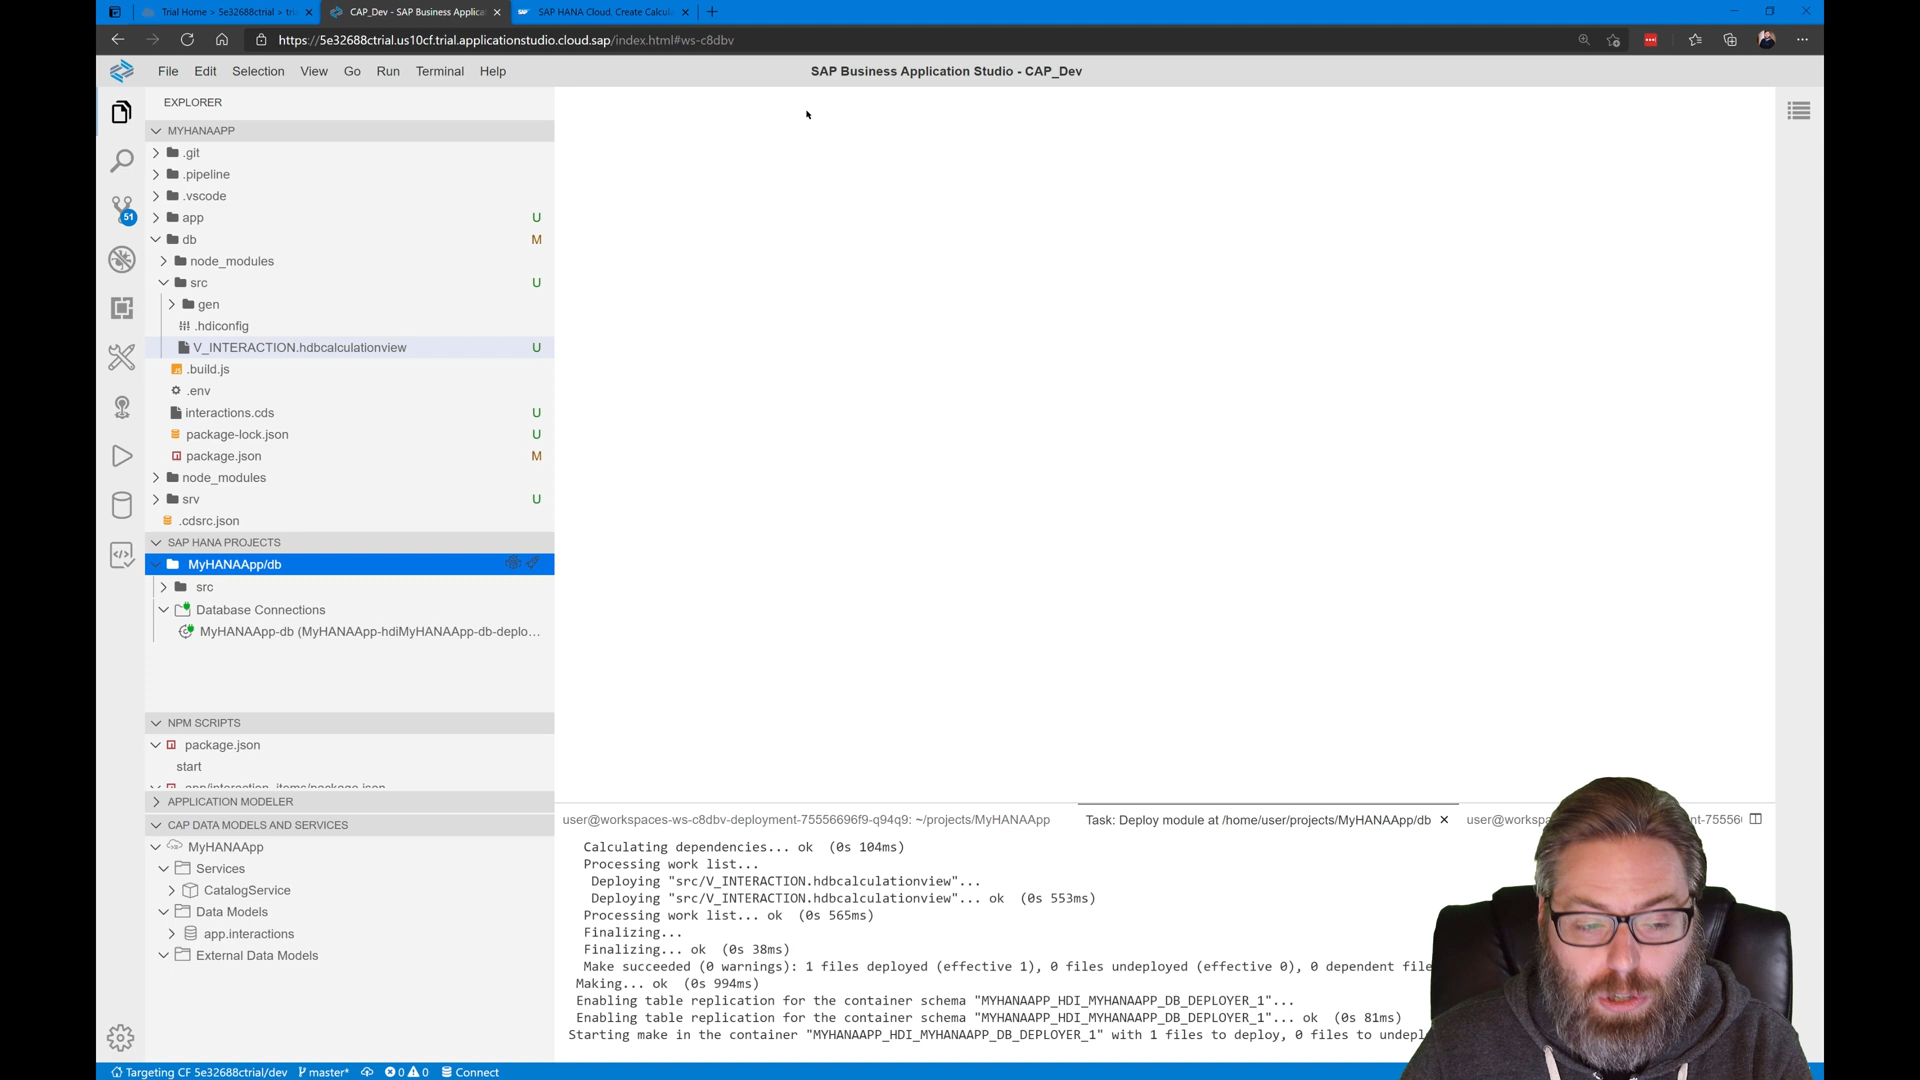 Trial Home > 5e32688ctrial > tri
CAP_Dev - SAP Business Applica
SAP HANA Cloud, Create Calcul
https://5e32688ctrial.us10cf.trial.applicationstudio.cloud.sap/index.html#ws-c8dbv
File Edit Selection View Go Run Terminal Help
SAP Business Application Studio - CAP_Dev
EXPLORER
MYHANAAPP
.git
.pipeline
.vscode
51
app U
db M
node_modules
src U
gen
.hdiconfig
V_INTERACTION.hdbcalculationview U
.build.js
.env
interactions.cds U
package-lock.json U
package.json M
node_modules
srv U
.cdsrc.json
SAP HANA PROJECTS
MyHANAApp/db
src
Database Connections
MyHANAApp-db (MyHANAApp-hdiMyHANAApp-db-deplo...
NPM SCRIPTS
package.json
start
app/interaction_items/package.json
APPLICATION MODELER
CAP DATA MODELS AND SERVICES
MyHANAApp
Services
CatalogService
Data Models
app.interactions
External Data Models
user@workspaces-ws-c8dbv-deployment-75556696f9-q94q9: ~/projects/MyHANAApp
Task: Deploy module at /home/user/projects/MyHANAApp/db
user@worksp
nt-75556
Calculating dependencies... ok (0s 104ms)
Processing work list...
Deploying "src/V_INTERACTION.hdbcalculationview"...
Deploying "src/V_INTERACTION.hdbcalculationview"... ok (0s 553ms)
Processing work list... ok (0s 565ms)
Finalizing...
Finalizing... ok (0s 38ms)
Make succeeded (0 warnings): 1 files deployed (effective 1), 0 files undeployed (effective 0), 0 dependent file
Making... ok (0s 994ms)
Enabling table replication for the container schema "MYHANAAPP_HDI_MYHANAAPP_DB_DEPLOYER_1"...
Enabling table replication for the container schema "MYHANAAPP_HDI_MYHANAAPP_DB_DEPLOYER_1"... ok (0s 81ms)
Starting make in the container "MYHANAAPP_HDI_MYHANAAPP_DB_DEPLOYER_1" with 1 files to deploy, 0 files to undepl
Targeting CF 5e32688ctrial/dev master* 0 0 Connect